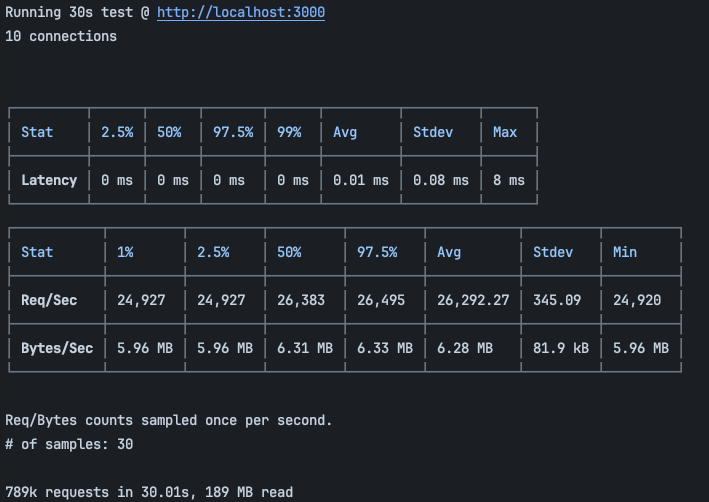 Running 30s test @ http://localhost:3000
10 connections
Stat 2.5% 50% 97.5% 99% Avg Stdev Max
Latency 0 ms 0 ms 0 ms 0 ms 0.01 ms 0.08 ms 8 ms
Stat 1% 2.5% 50% 97.5% Avg Stdev Min
Req/Sec 24,927 24,927 26,383 26,495 26,292.27 345.09 24,920
Bytes/Sec 5.96 MB 5.96 MB 6.31 MB 6.33 MB 6.28 MB 81.9 kB 5.96 MB
Req/Bytes counts sampled once per second.
# of samples: 30
789k requests in 30.01s, 189 MB read